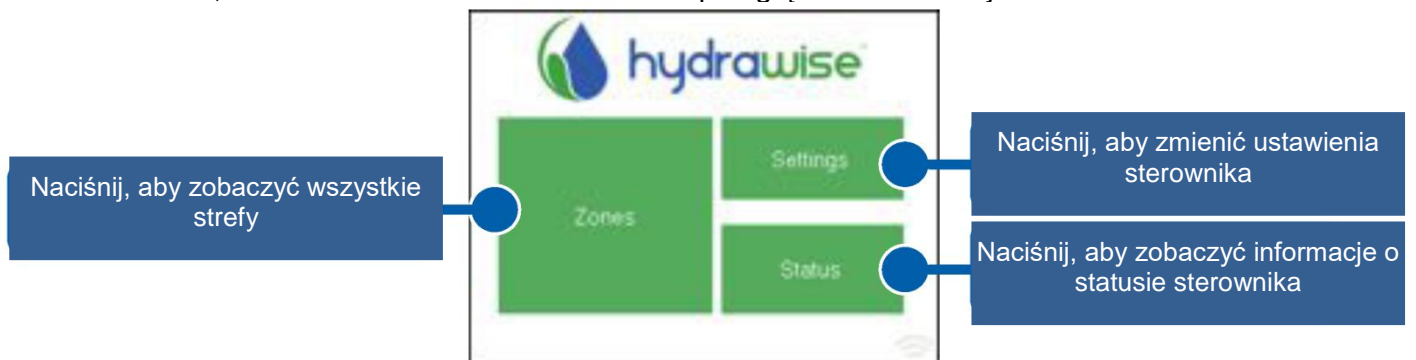 hydrawise
Naciśnij, aby zobaczyć wszystkie
strefy
Zones
Settings
Status
Naciśnij, aby zmienić ustawienia
sterownika
Naciśnij, aby zobaczyć informacje o
statusie sterownika